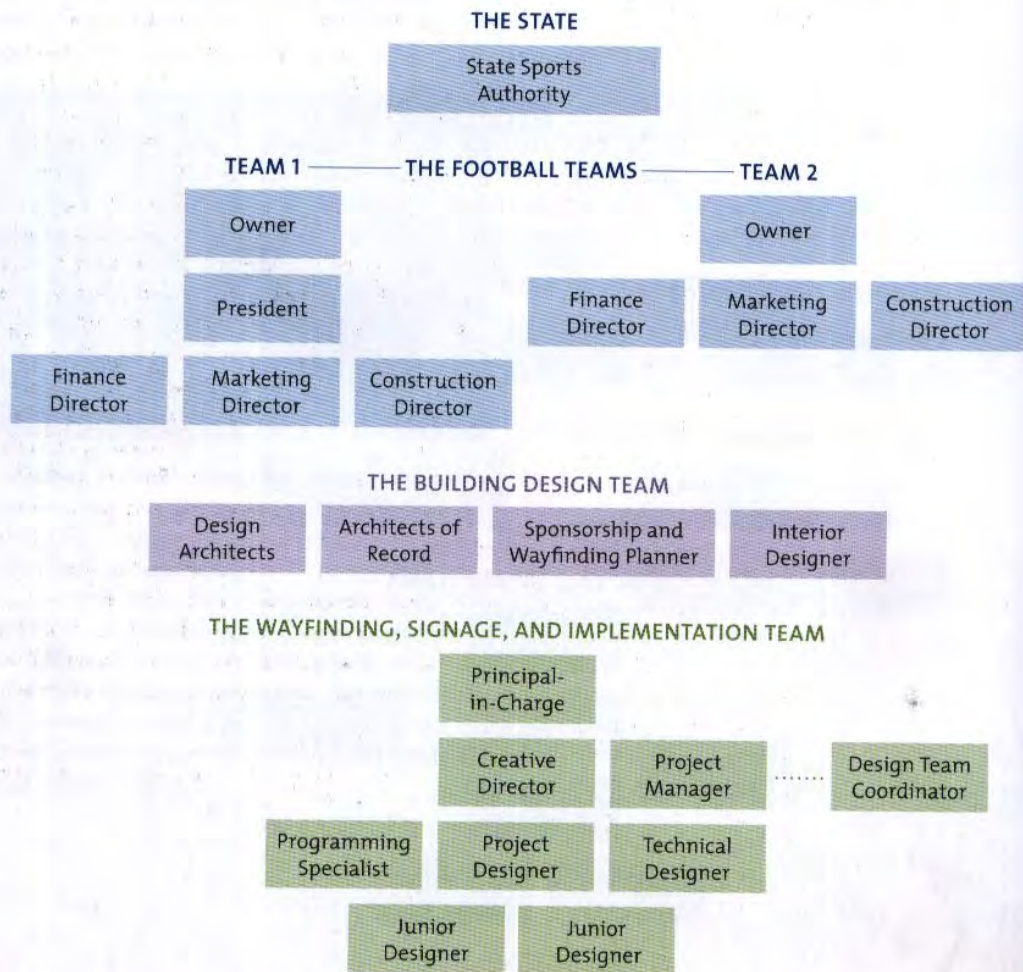 THE STATE
State Sports
Authority
TEAM 1
THE FOOTBALL TEAMS
TEAM 2
Owner
President
Finance
Director
Marketing
Director
Construction
Director
Owner
Finance
Director
Marketing
Director
Construction
Director
THE BUILDING DESIGN TEAM
Design
Architects
Architects of
Record
Sponsorship and
Wayfinding Planner
Interior
Designer
THE WAYFINDING, SIGNAGE, AND IMPLEMENTATION TEAM
Principal-
in-Charge
Creative
Director
Project
Manager
Design Team
Coordinator
Programming
Specialist
Project
Designer
Technical
Designer
Junior
Designer
Junior
Designer